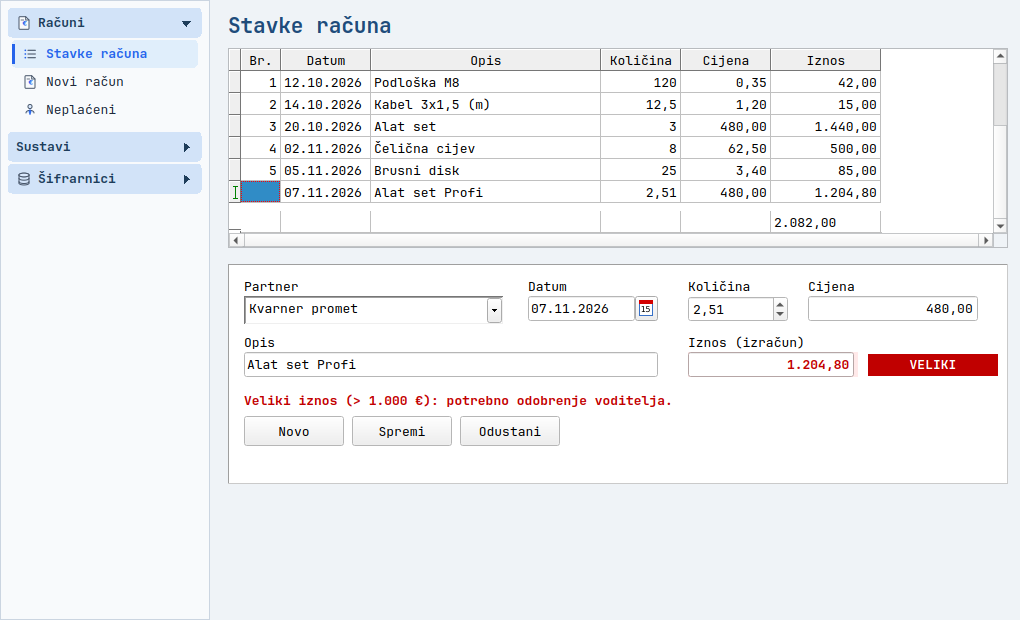 Računi
Stavke računa
Novi račun
Neplaćeni
Sustavi
Šifrarnici
Stavke računa
Br. Datum Opis Količina Cijena Iznos
1 12.10.2026 Podloška M8 120 0,35 42,00
2 14.10.2026 Kabel 3x1,5 (m) 12,5 1,20 15,00
3 20.10.2026 Alat set 3 480,00 1.440,00
4 02.11.2026 Čelična cijev 8 62,50 500,00
5 05.11.2026 Brusni disk 25 3,40 85,00
07.11.2026 Alat set Profi 2,51 480,00 1.204,80
2.082,00
Partner Datum Količina Cijena
Kvarner promet 07.11.2026 15 2,51 480,00
Opis Iznos (izračun)
Alat set Profi 1.204,80 VELIKI
Veliki iznos (> 1.000 €): potrebno odobrenje voditelja.
Novo Spremi Odustani